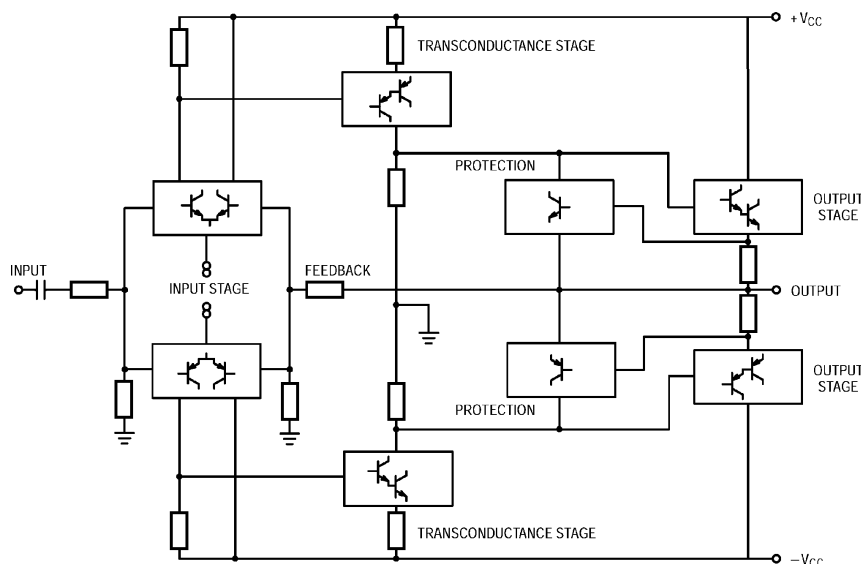 +VCC
TRANSCONDUCTANCE STAGE
PROTECTION
OUTPUT
STAGE
INPUT
INPUT STAGE
FEEDBACK
OUTPUT
OUTPUT
STAGE
PROTECTION
TRANSCONDUCTANCE STAGE
−VCC